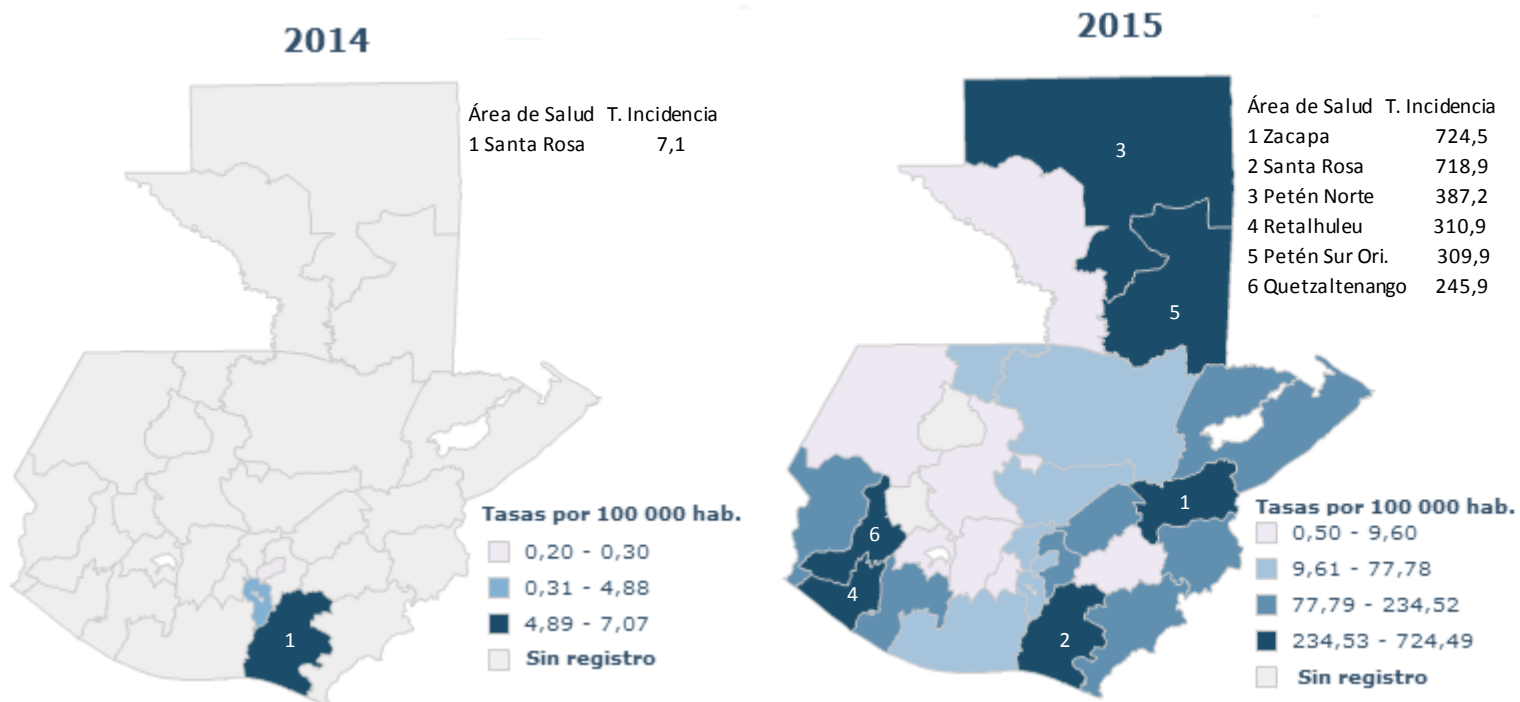 2014
Área de Salud T. Incidencia
1 Santa Rosa 7,1
1
Tasas por 100 000 hab.
0,20 - 0,30
0,31 - 4,88
4,89 - 7,07
Sin registro
2015
Área de Salud T. Incidencia
1 Zacapa 724,5
2 Santa Rosa 718,9
3 Petén Norte 387,2
4 Retalhuleu 310,9
5 Petén Sur Ori. 309,9
6 Quetzaltenango 245,9
3
5
1
6
4
2
Tasas por 100 000 hab.
0,50 - 9,60
9,61 - 77,78
77,79 - 234,52
234,53 - 724,49
Sin registro